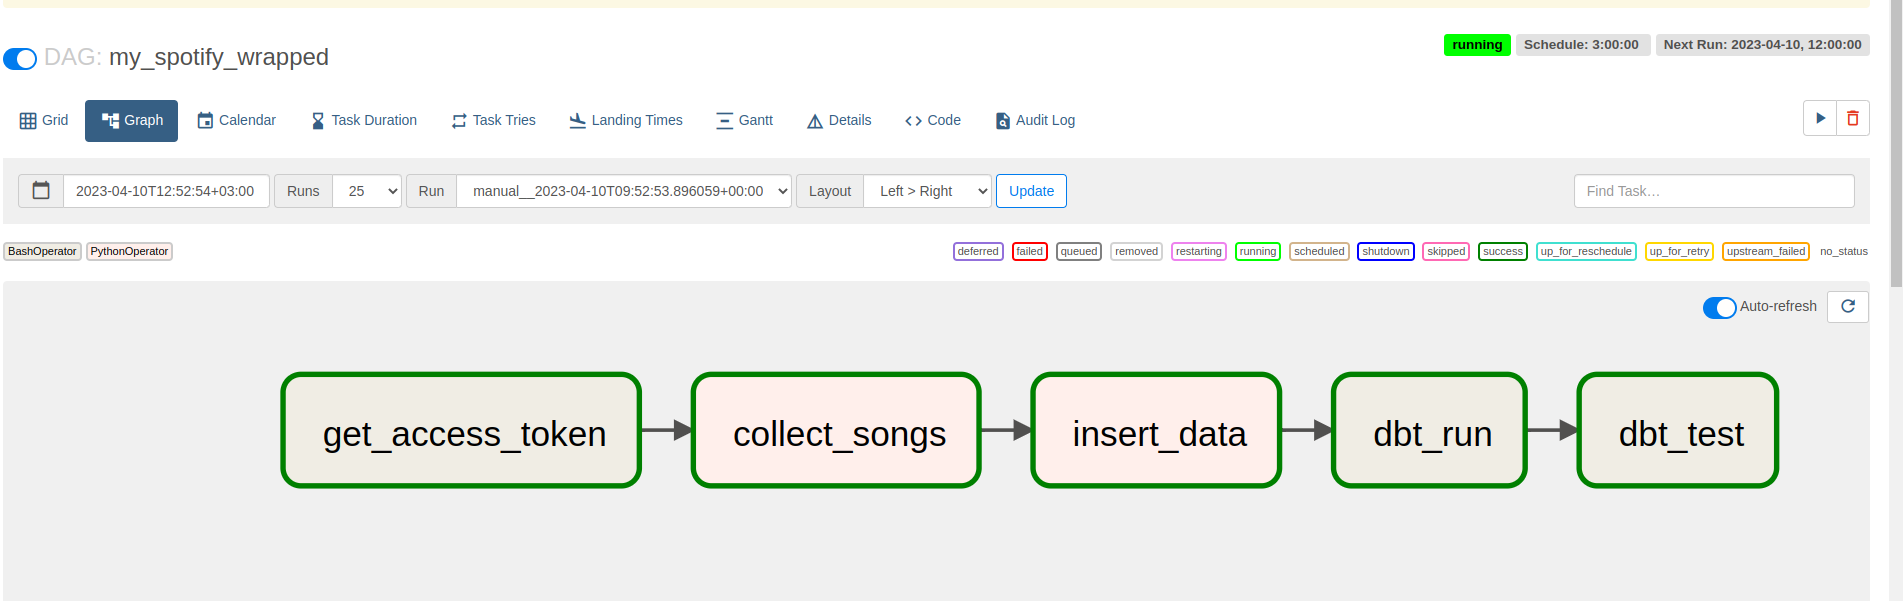 DAG: my_spotify_wrapped
running Schedule: 3:00:00 Next Run: 2023-04-10, 12:00:00
Grid Graph Calendar Task Duration Task Tries Landing Times Gantt Details Code Audit Log
2023-04-10T12:52:54+03:00 Runs 25 Run manual__2023-04-10T09:52:53.896059+00:00 Layout Left > Right Update Find Task…
BashOperator PythonOperator deferred failed queued removed restarting running scheduled shutdown skipped success up_for_reschedule up_for_retry upstream_failed no_status
Auto-refresh
get_access_token collect_songs insert_data dbt_run dbt_test